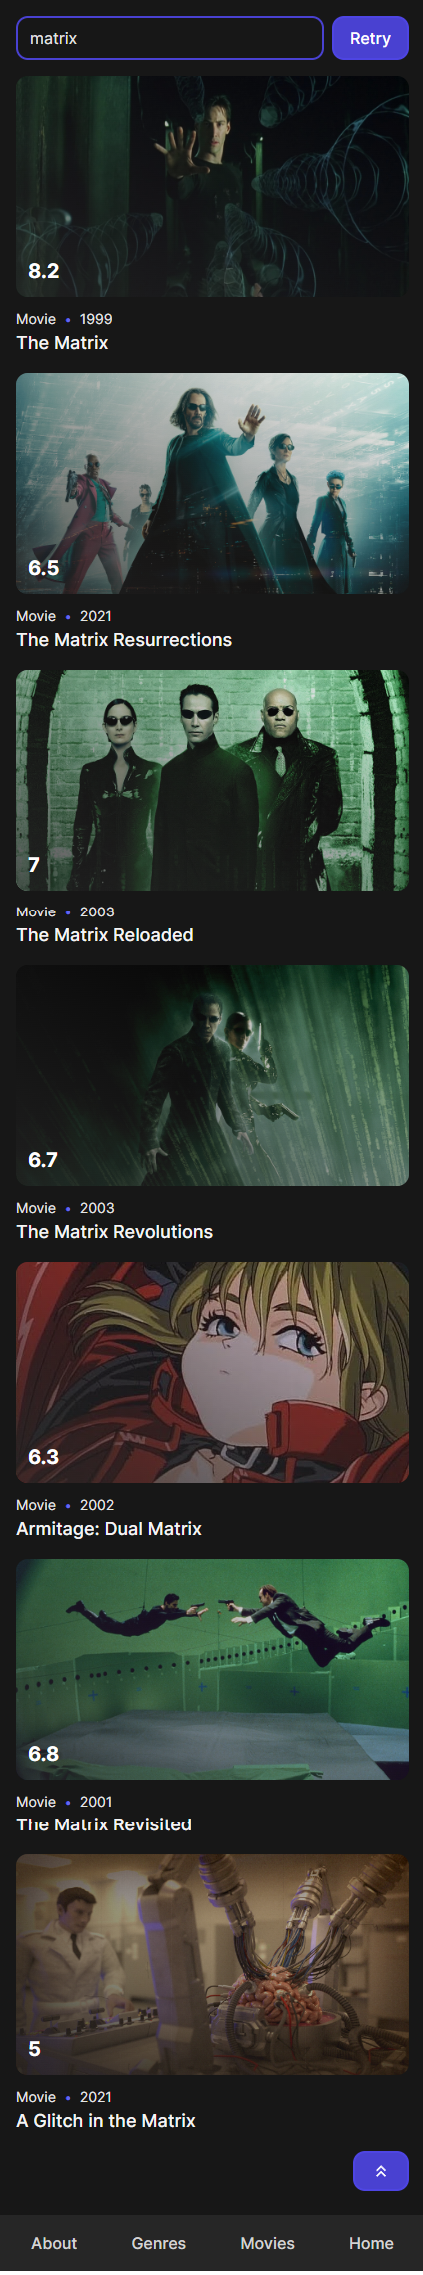 matrix Retry
8.2
Movie • 1999
The Matrix
6.5
Movie • 2021
The Matrix Resurrections
7
Movie • 2003
The Matrix Reloaded
6.7
Movie • 2003
The Matrix Revolutions
6.3
Movie • 2002
Armitage: Dual Matrix
6.8
Movie • 2001
The Matrix Revisited
5
Movie • 2021
A Glitch in the Matrix
About Genres Movies Home